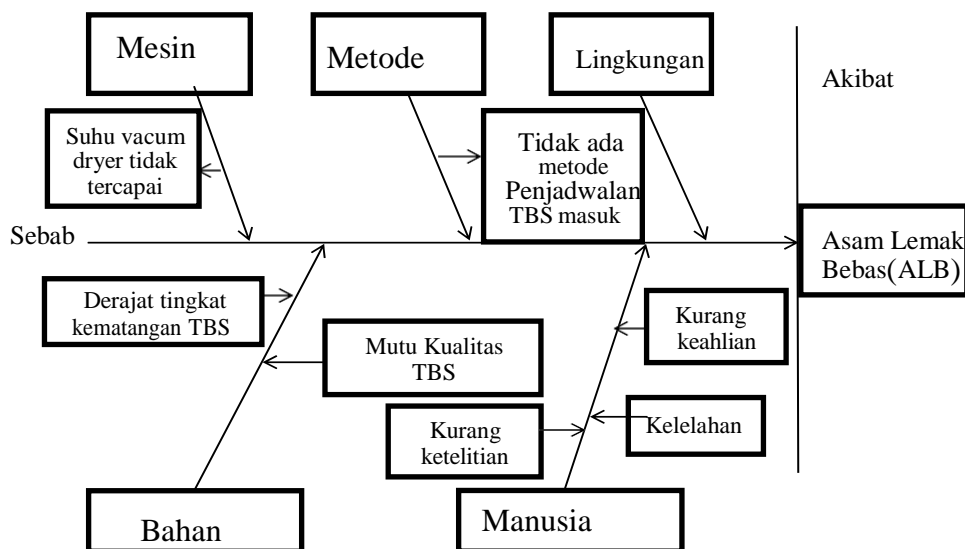 Mesin
Metode
Lingkungan
Akibat
Suhu vacum
dryer tidak
tercapai
Tidak ada
metode
Penjadwalan
TBS masuk
Sebab
Asam Lemak
Bebas(ALB)
Derajat tingkat
kematangan TBS
Kurang
keahlian
Mutu Kualitas
TBS
Kurang
ketelitian
Kelelahan
Bahan
Manusia